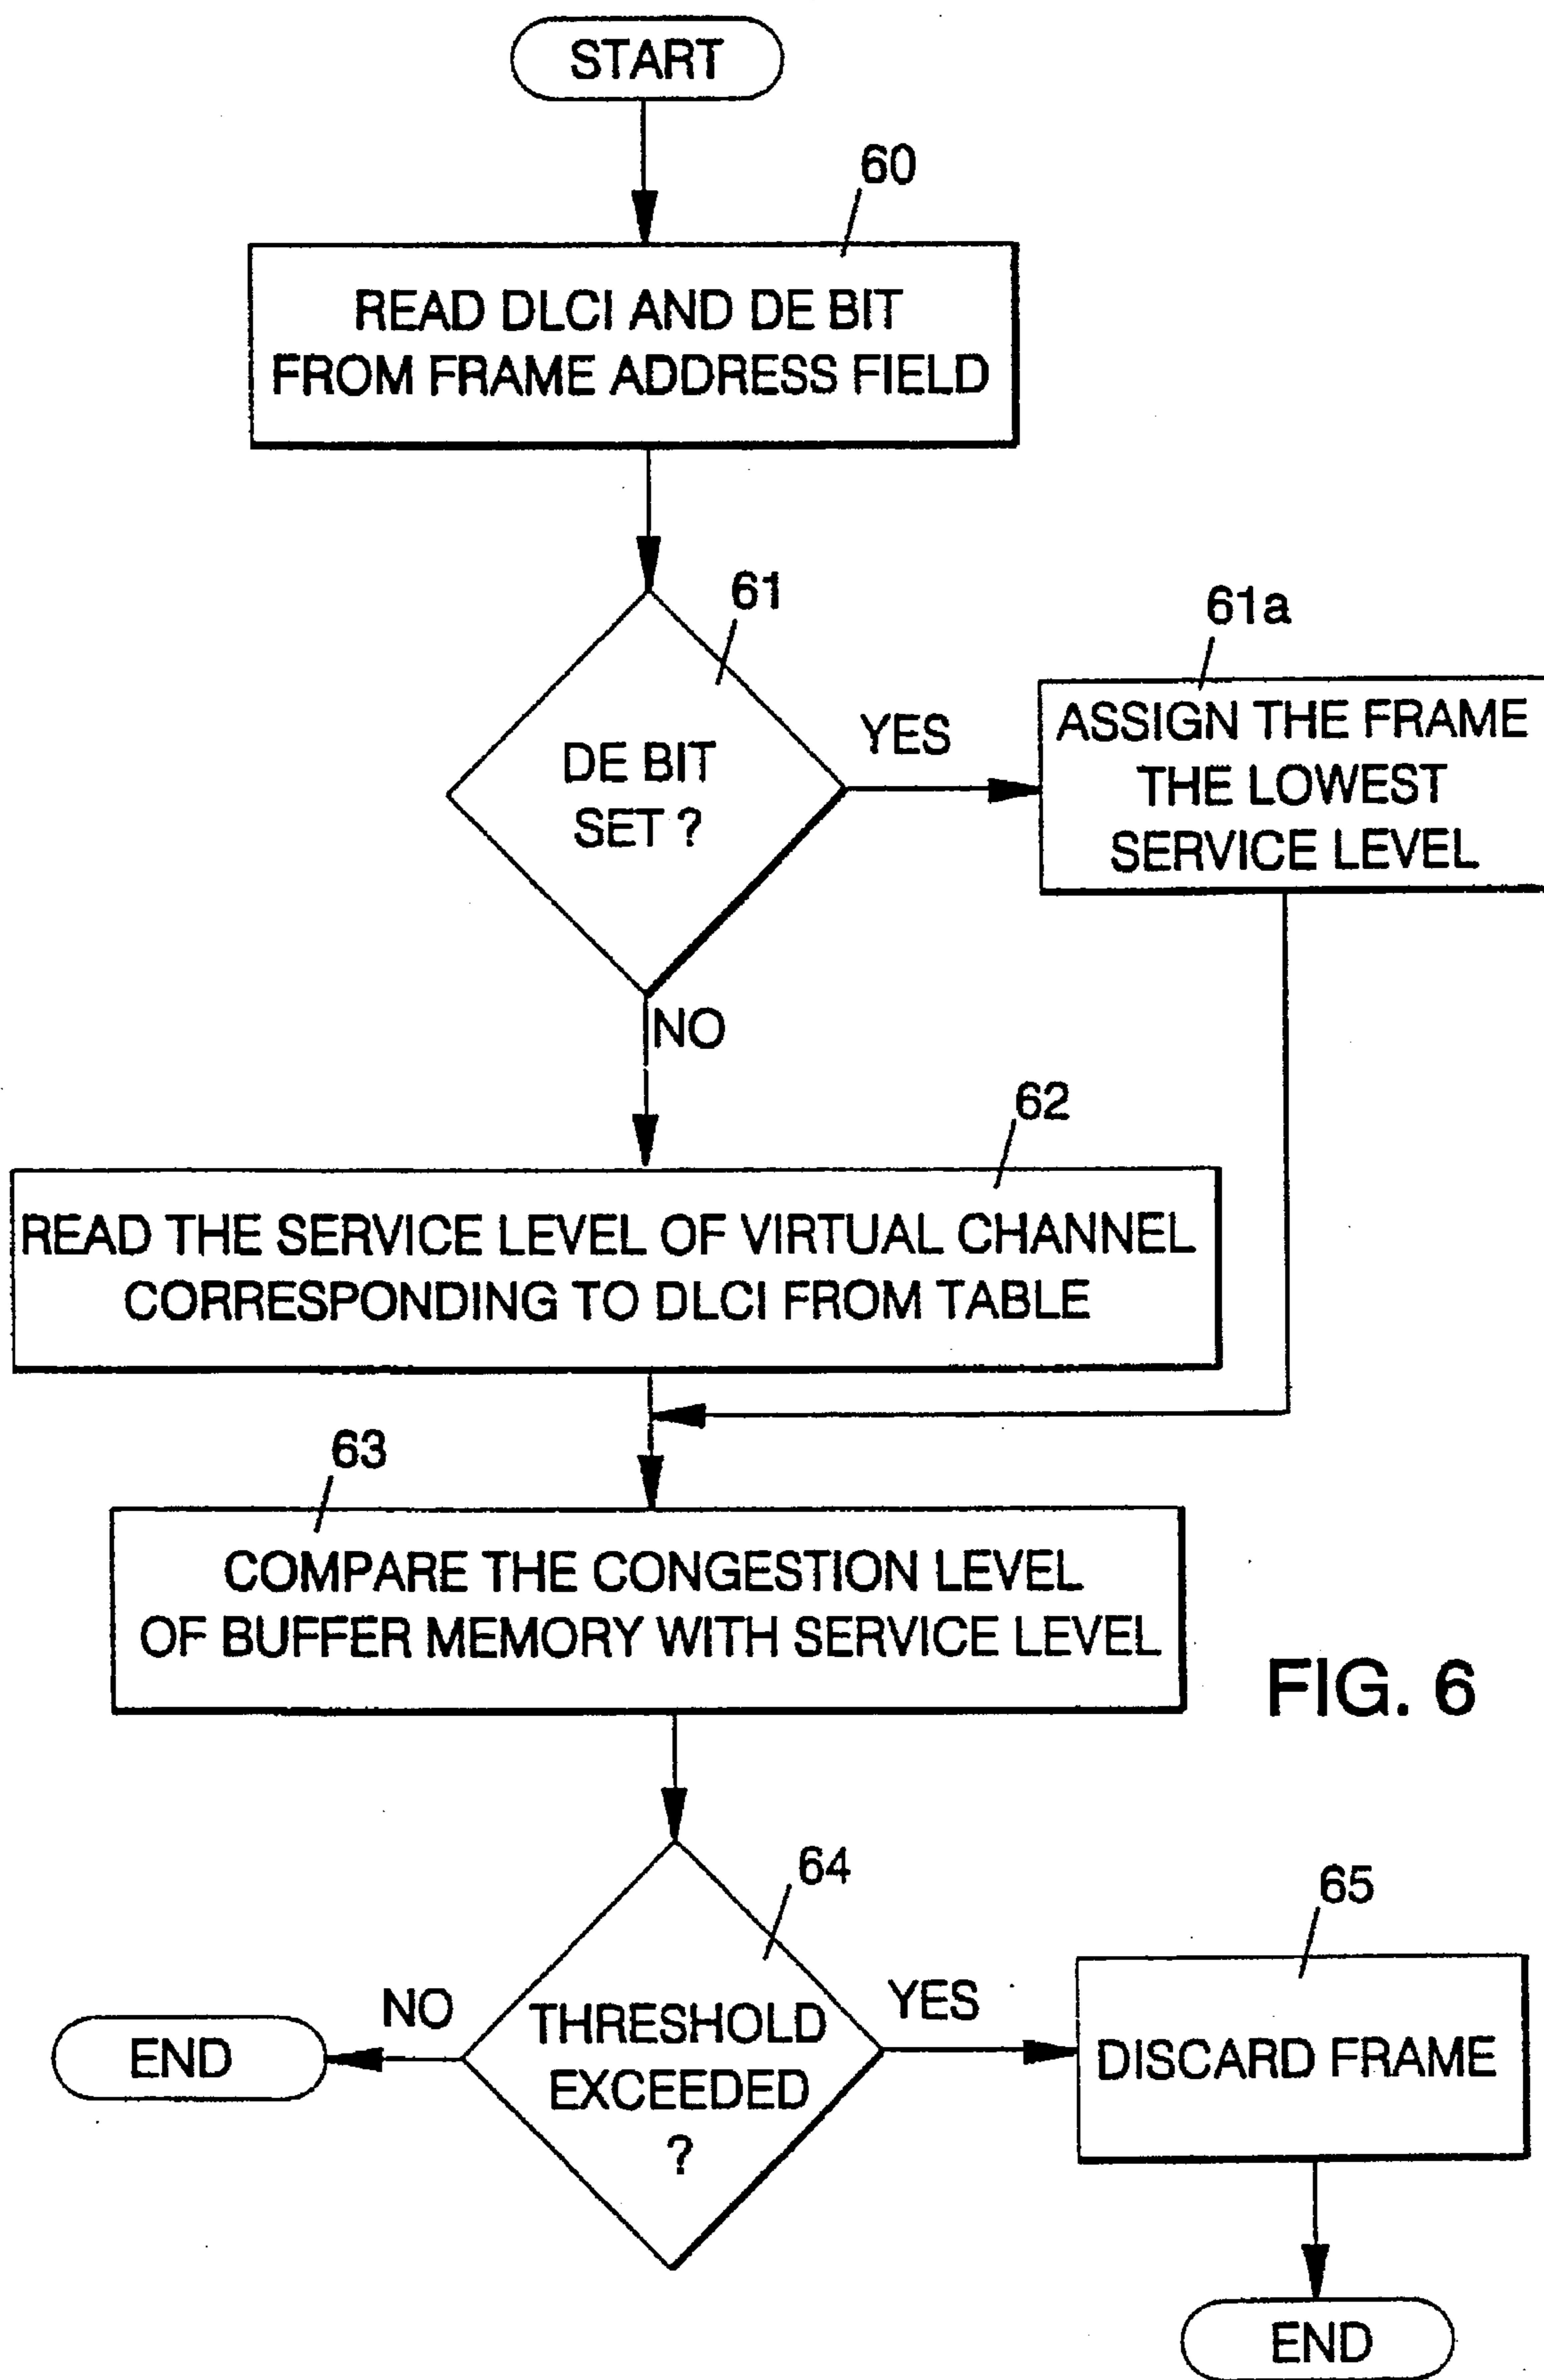 START
60
READ DLCI AND DE BIT
FROM FRAME ADDRESS FIELD
61
DE BIT
SET ?
YES
61a
ASSIGN THE FRAME
THE LOWEST
SERVICE LEVEL
NO
62
READ THE SERVICE LEVEL OF VIRTUAL CHANNEL
CORRESPONDING TO DLCI FROM TABLE
63
COMPARE THE CONGESTION LEVEL
OF BUFFER MEMORY WITH SERVICE LEVEL
FIG. 6
64
THRESHOLD
EXCEEDED
?
NO
END
YES
65
DISCARD FRAME
END